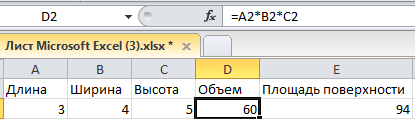 D2 fx =A2*B2*C2
Лист Microsoft Excel (3).xlsx *
A B C D E
Длина Ширина Высота Объем Площадь поверхности
3 4 5 60 94